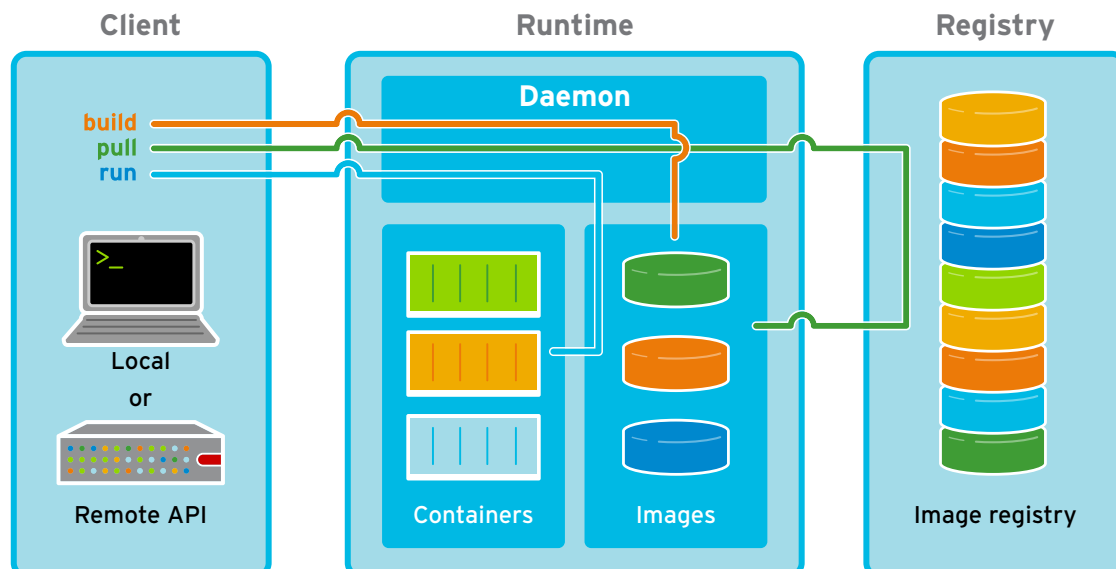 Client
Runtime
Registry
Daemon
build
pull
run
>_
Local
or
Remote API
Containers
Images
Image registry